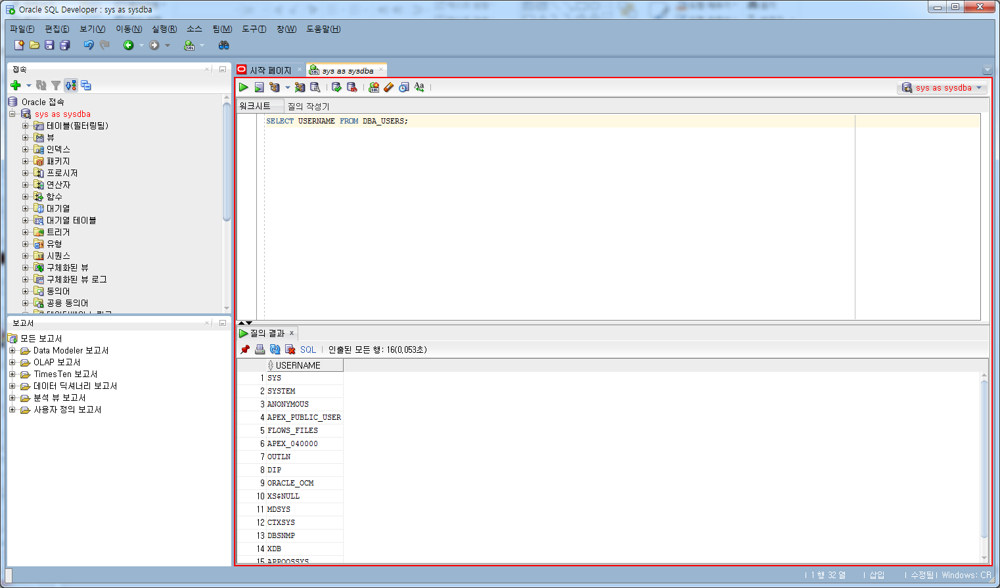 Oracle SQL Developer : sys as sysdba
파일(F) 편집(E) 보기(V) 이동(N) 실행(R) 소스 팀(M) 도구(T) 창(W) 도움말(H)
접속
Oracle 접속
sys as sysdba
테이블(필터링됨)
뷰
인덱스
패키지
프로시저
연산자
함수
대기열
대기열 테이블
트리거
유형
시퀀스
구체화된 뷰
구체화된 뷰 로그
동의어
공용 동의어
보고서
모든 보고서
Data Modeler 보고서
OLAP 보고서
TimesTen 보고서
데이터 딕셔너리 보고서
분석 뷰 보고서
사용자 정의 보고서
시작 페이지 sys as sysdba
sys as sysdba
워크시트 질의 작성기
SELECT USERNAME FROM DBA_USERS;
질의 결과
SQL 인출된 모든 행: 16(0,053초)
USERNAME
1 SYS
2 SYSTEM
3 ANONYMOUS
4 APEX_PUBLIC_USER
5 FLOWS_FILES
6 APEX_040000
7 OUTLN
8 DIP
9 ORACLE_OCM
10 XS$NULL
11 MDSYS
12 CTXSYS
13 DBSNMP
14 XDB
15 APPQOSSYS
1 행 32 열 삽입 수정됨 Windows: CR